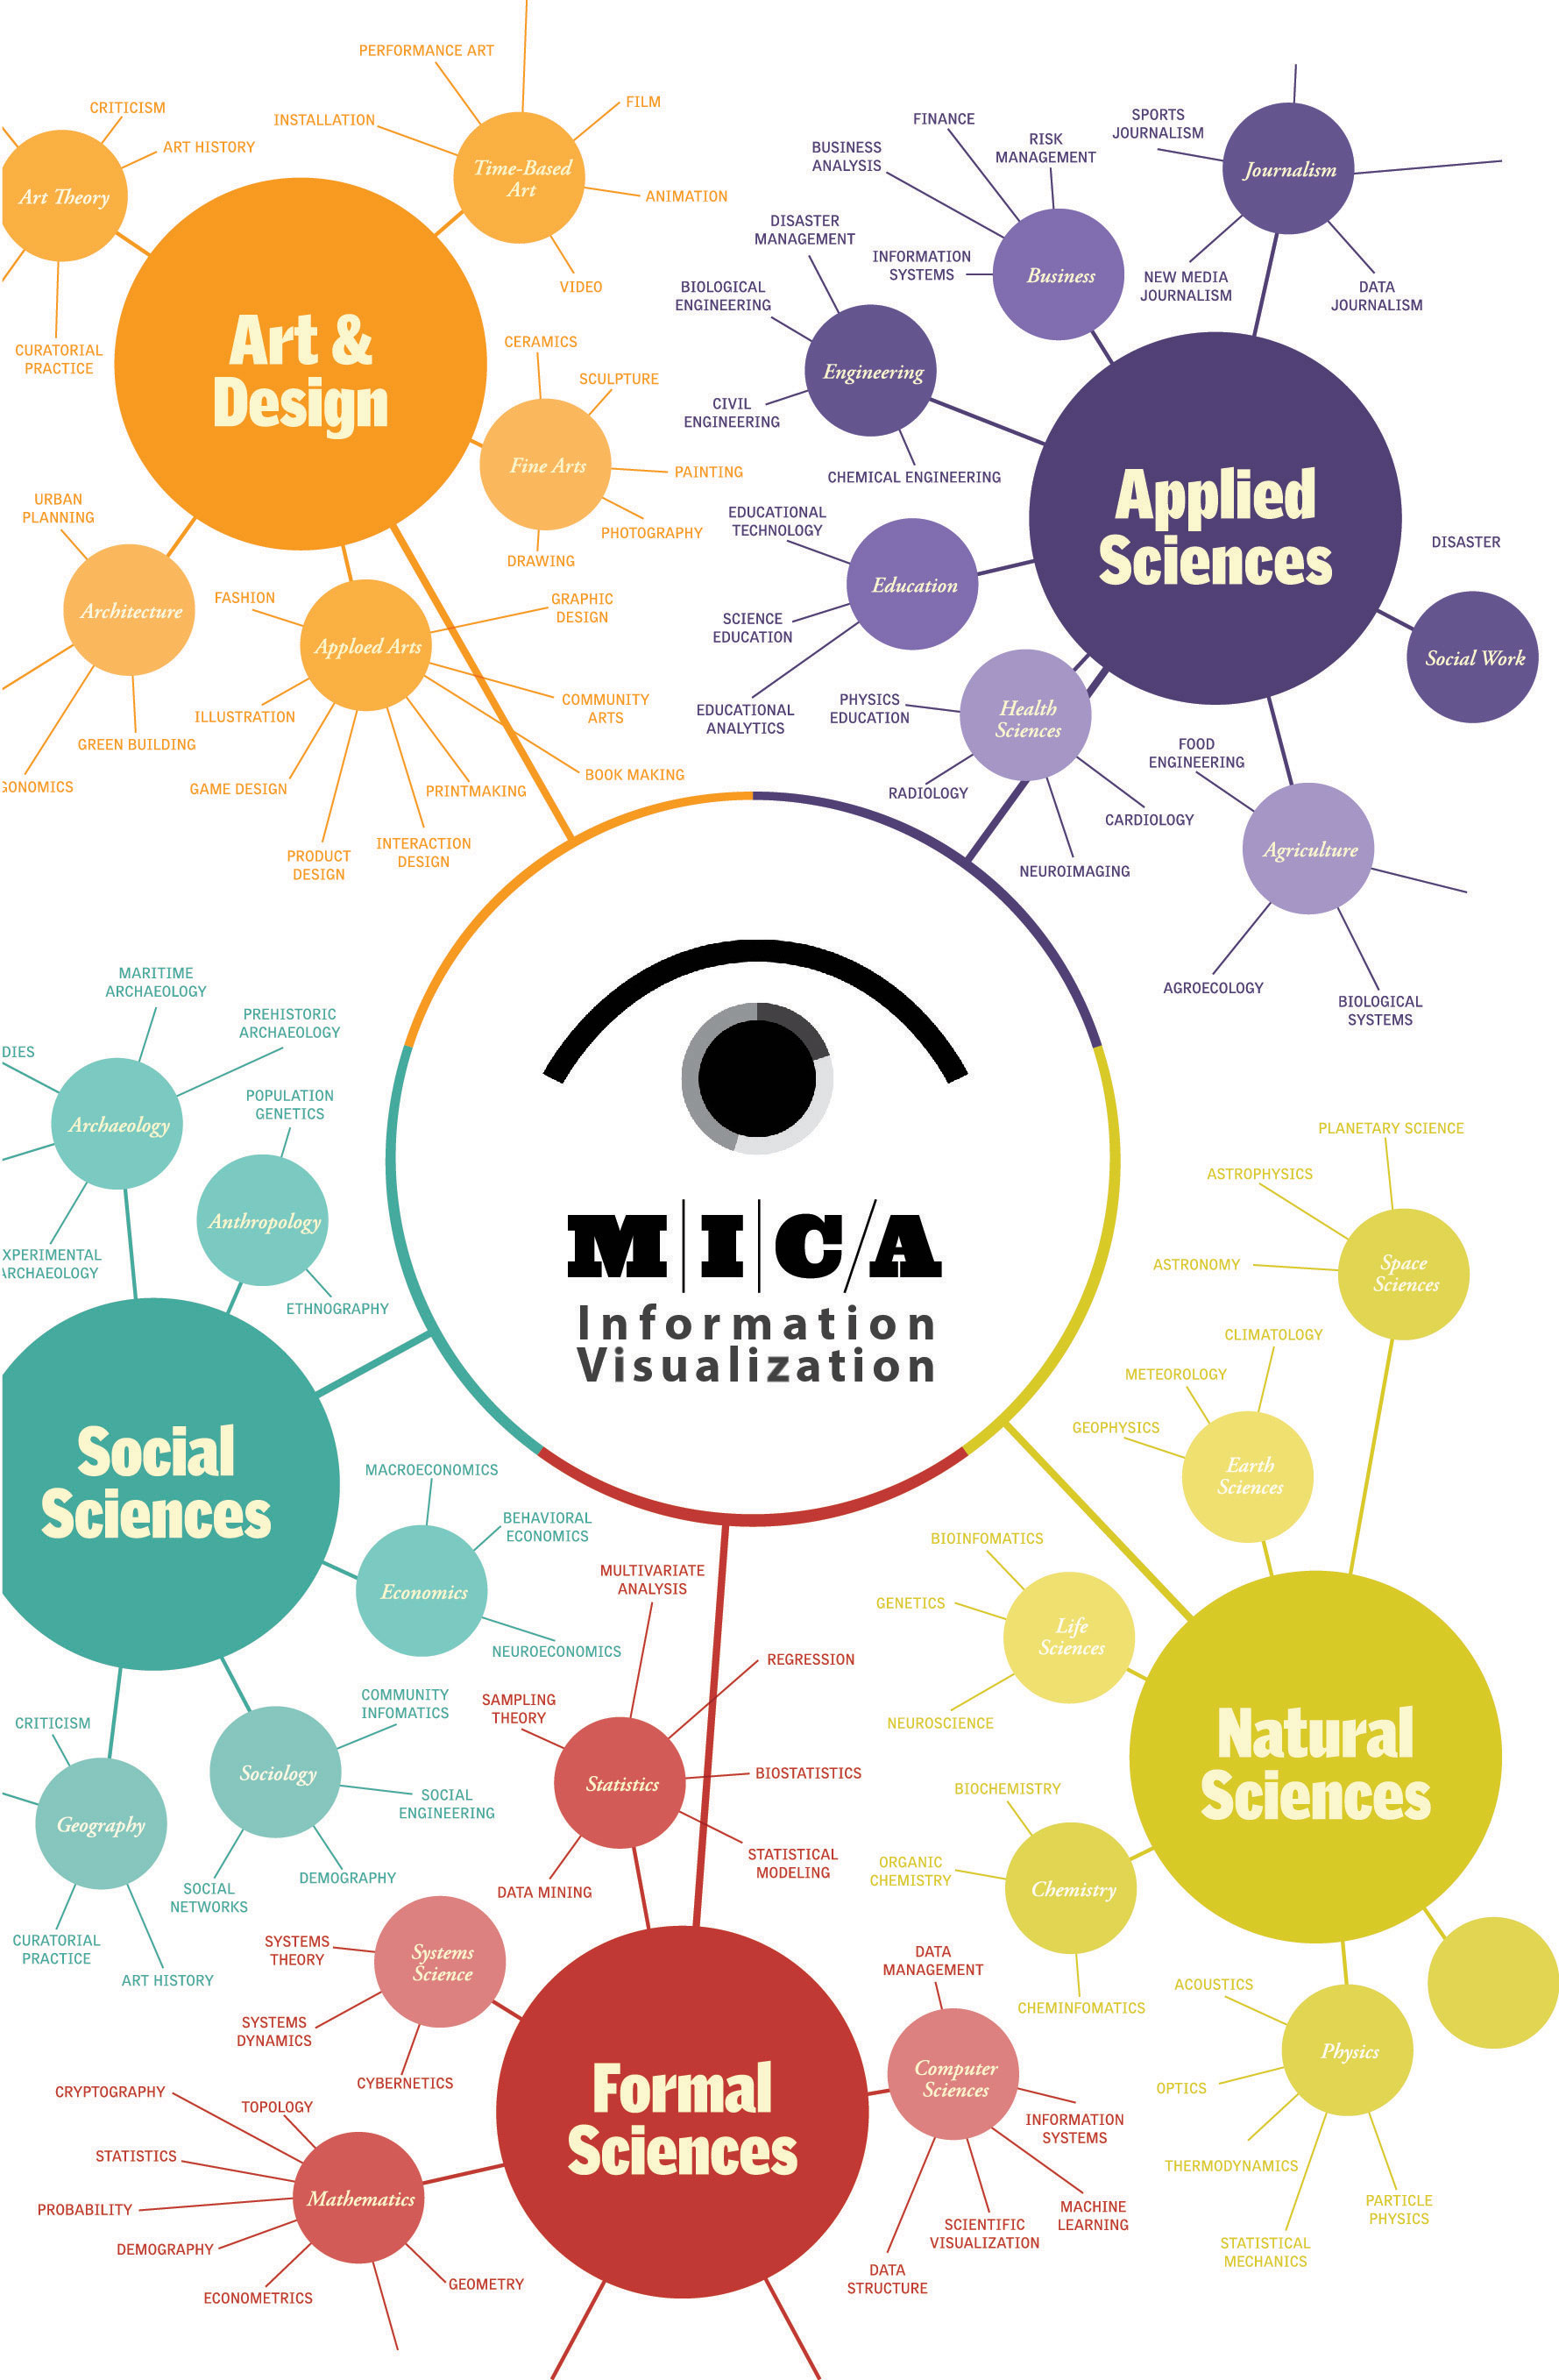 PERFORMANCE ART
CRITICISM
ART HISTORY
INSTALLATION
FILM
Time-Based
Art
ANIMATION
VIDEO
Art Theory
CURATORIAL
PRACTICE
Art &
Design
CERAMICS
SCULPTURE
Fine Arts
PAINTING
PHOTOGRAPHY
DRAWING
URBAN
PLANNING
Architecture
GREEN BUILDING
GONOMICS
FASHION
Apploed Arts
GRAPHIC
DESIGN
COMMUNITY
ARTS
BOOK MAKING
ILLUSTRATION
GAME DESIGN
PRINTMAKING
PRODUCT
DESIGN
INTERACTION
DESIGN
FINANCE
BUSINESS
ANALYSIS
RISK
MANAGEMENT
SPORTS
JOURNALISM
Journalism
DISASTER
MANAGEMENT
INFORMATION
SYSTEMS
Business
NEW MEDIA
JOURNALISM
DATA
JOURNALISM
BIOLOGICAL
ENGINEERING
Engineering
CIVIL
ENGINEERING
CHEMICAL ENGINEERING
Applied
Sciences
EDUCATIONAL
TECHNOLOGY
Education
SCIENCE
EDUCATION
EDUCATIONAL
ANALYTICS
DISASTER
Social Work
PHYSICS
EDUCATION
Health
Sciences
RADIOLOGY
CARDIOLOGY
NEUROIMAGING
FOOD
ENGINEERING
Agriculture
AGROECOLOGY
BIOLOGICAL
SYSTEMS
M|I|C/A
Information
Visualization
MARITIME
ARCHAEOLOGY
PREHISTORIC
ARCHAEOLOGY
DIES
Archaeology
POPULATION
GENETICS
Anthropology
XPERIMENTAL
ARCHAEOLOGY
ETHNOGRAPHY
Social
Sciences
MACROECONOMICS
BEHAVIORAL
ECONOMICS
Economics
NEUROECONOMICS
COMMUNITY
INFOMATICS
CRITICISM
Sociology
SOCIAL
ENGINEERING
Geography
SOCIAL
NETWORKS
DEMOGRAPHY
CURATORIAL
PRACTICE
ART HISTORY
PLANETARY SCIENCE
ASTROPHYSICS
ASTRONOMY
Space
Sciences
CLIMATOLOGY
METEOROLOGY
GEOPHYSICS
Earth
Sciences
BIOINFOMATICS
GENETICS
Life
Sciences
NEUROSCIENCE
Natural
Sciences
BIOCHEMISTRY
ORGANIC
CHEMISTRY
Chemistry
CHEMINFOMATICS
ACOUSTICS
Physics
OPTICS
THERMODYNAMICS
PARTICLE
PHYSICS
STATISTICAL
MECHANICS
MULTIVARIATE
ANALYSIS
REGRESSION
SAMPLING
THEORY
Statistics
BIOSTATISTICS
STATISTICAL
MODELING
DATA MINING
SYSTEMS
THEORY
Systems
Science
SYSTEMS
DYNAMICS
CYBERNETICS
Formal
Sciences
DATA
MANAGEMENT
Computer
Sciences
INFORMATION
SYSTEMS
MACHINE
LEARNING
SCIENTIFIC
VISUALIZATION
DATA
STRUCTURE
CRYPTOGRAPHY
TOPOLOGY
STATISTICS
PROBABILITY
Mathematics
DEMOGRAPHY
ECONOMETRICS
GEOMETRY